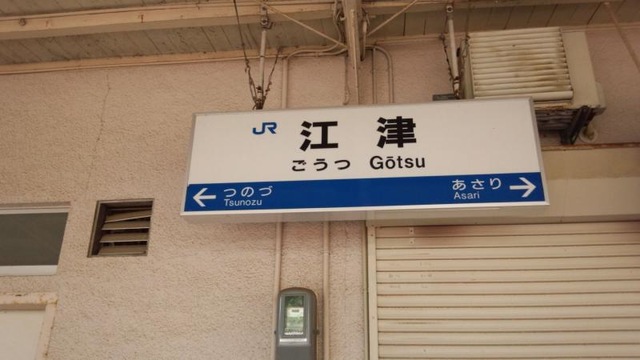 JR 江津
ごうつ Gōtsu
← つのづ
Tsunozu
あさり →
Asari